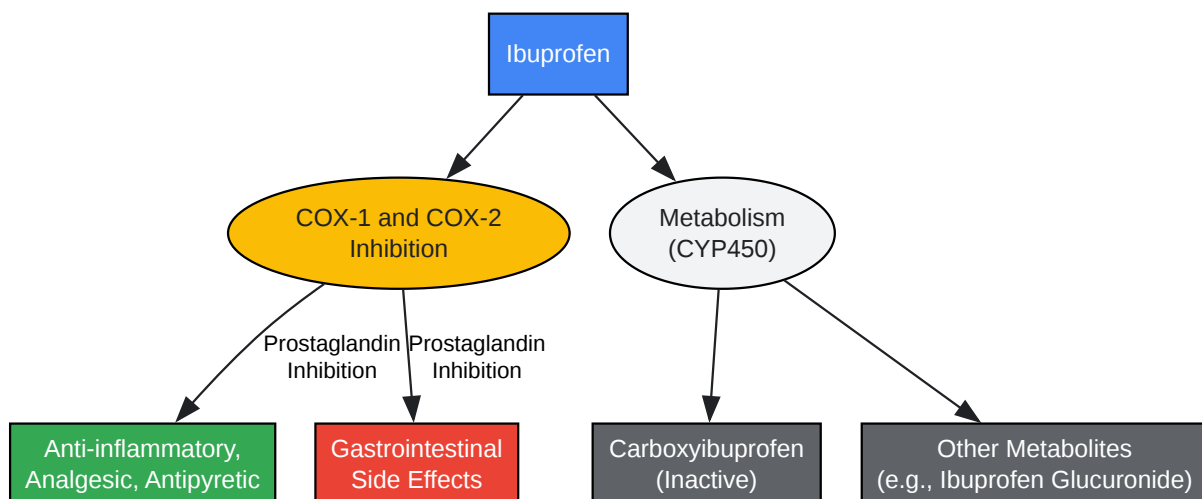 Ibuprofen
COX-1 and COX-2
Inhibition
Metabolism
(CYP450)
Prostaglandin
Inhibition
Prostaglandin
Inhibition
Anti-inflammatory,
Analgesic, Antipyretic
Gastrointestinal
Side Effects
Carboxyibuprofen
(Inactive)
Other Metabolites
(e.g., Ibuprofen Glucuronide)